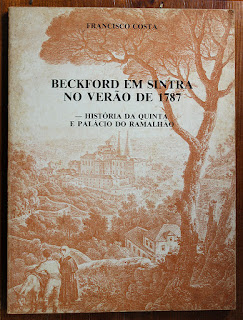 FRANCISCO COSTA
BECKFORD EM SINTRA
NO VERÃO DE 1787
— HISTÓRIA DA QUINTA
E PALÁCIO DO RAMALHÃO